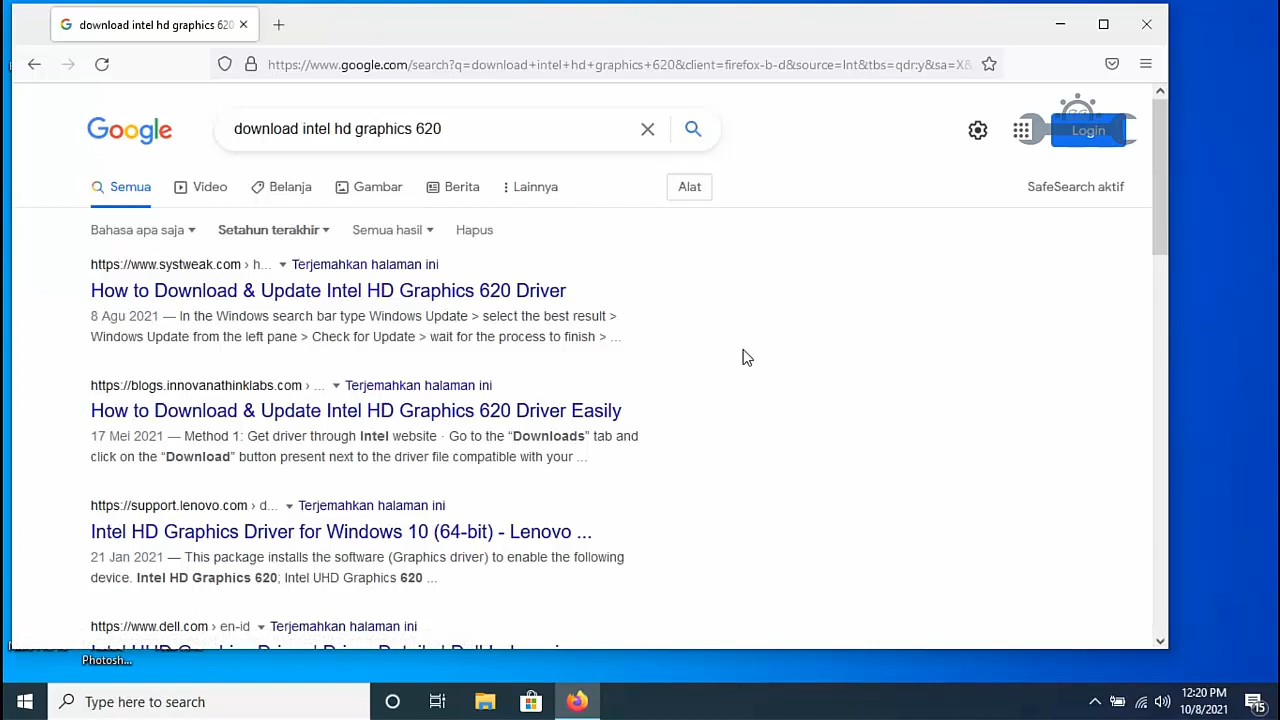 download intel hd graphics 620
https://www.google.com/search?q=download+intel+hd+graphics+620&client=firefox-b-d&source=lnt&tbs=qdr:y&sa=X&
Google
download intel hd graphics 620
Login
Semua
Video
Belanja
Gambar
Berita
Lainnya
Alat
SafeSearch aktif
Bahasa apa saja
Setahun terakhir
Semua hasil
Hapus
https://www.systweak.com › h... Terjemahkan halaman ini
How to Download & Update Intel HD Graphics 620 Driver
8 Agu 2021 — In the Windows search bar type Windows Update > select the best result >
Windows Update from the left pane > Check for Update > wait for the process to finish > ...
https://blogs.innovanathinklabs.com › ... Terjemahkan halaman ini
How to Download & Update Intel HD Graphics 620 Driver Easily
17 Mei 2021 — Method 1: Get driver through Intel website · Go to the “Downloads” tab and
click on the “Download” button present next to the driver file compatible with your ...
https://support.lenovo.com › d... Terjemahkan halaman ini
Intel HD Graphics Driver for Windows 10 (64-bit) - Lenovo ...
21 Jan 2021 — This package installs the software (Graphics driver) to enable the following
device. Intel HD Graphics 620; Intel UHD Graphics 620 ...
https://www.dell.com › en-id Terjemahkan halaman ini
Photosh...
Type here to search
12:20 PM
10/8/2021
15